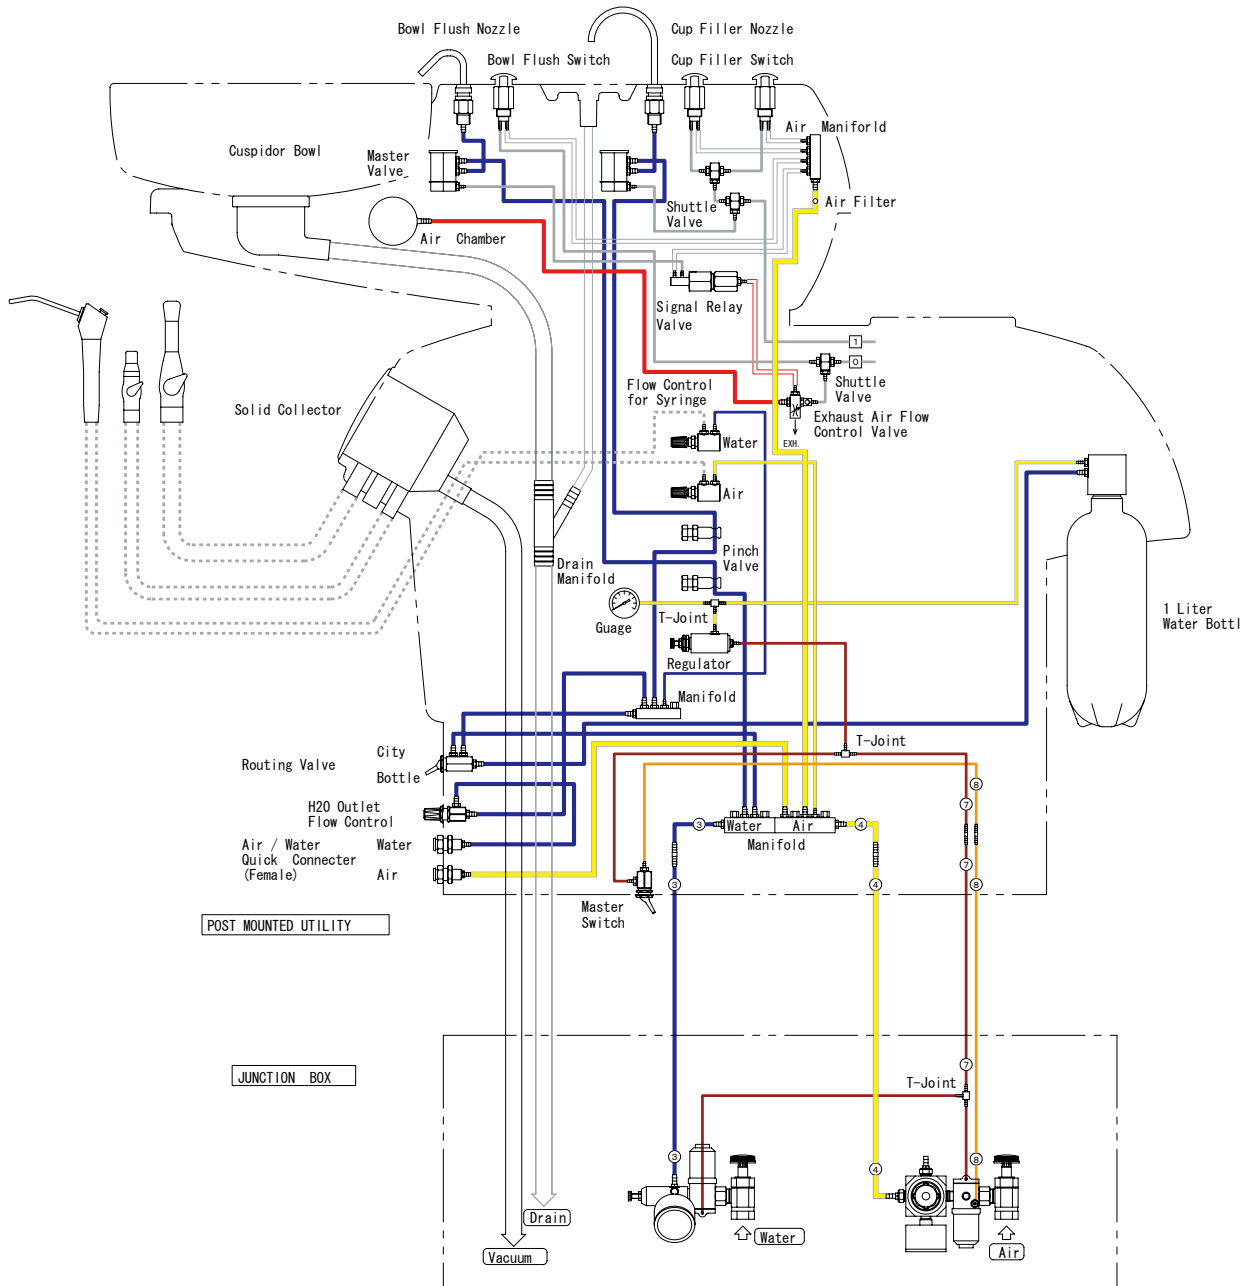 Bowl Flush Nozzle
Cup Filler Nozzle
Bowl Flush Switch
Cup Filler Switch
Air Maniforld
Cuspidor Bowl
Master
Valve
Shuttle
Valve
Air Filter
Air Chamber
Signal Relay
Valve
1
0
Shuttle
Valve
Flow Control
for Syringe
Solid Collector
Exhaust Air Flow
Control Valve
EXH.
Water
Air
Pinch
Valve
Drain
Manifold
Guage
T-Joint
1 Liter
Water Bottl
Regulator
Manifold
City
T-Joint
Routing Valve
Bottle
8
7
H2O Outlet
Flow Control
3
Water
Air
4
Manifold
Air / Water
Quick Connecter
(Female)
Water
Air
7
8
3
4
Master
Switch
POST MOUNTED UTILITY
7
JUNCTION BOX
T-Joint
3
4
8
Drain
Water
Vacuum
Air